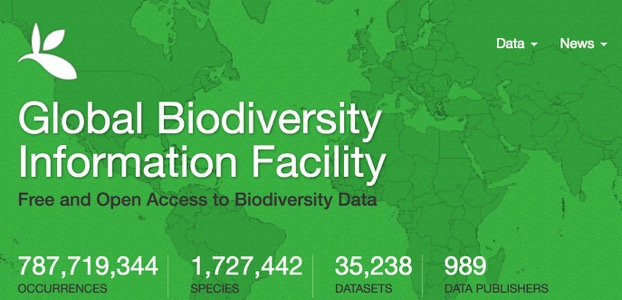 Data News
Global Biodiversity
Information Facility
Free and Open Access to Biodiversity Data
787,719,344 1,727,442 35,238 989
OCCURRENCES SPECIES DATASETS DATA PUBLISHERS